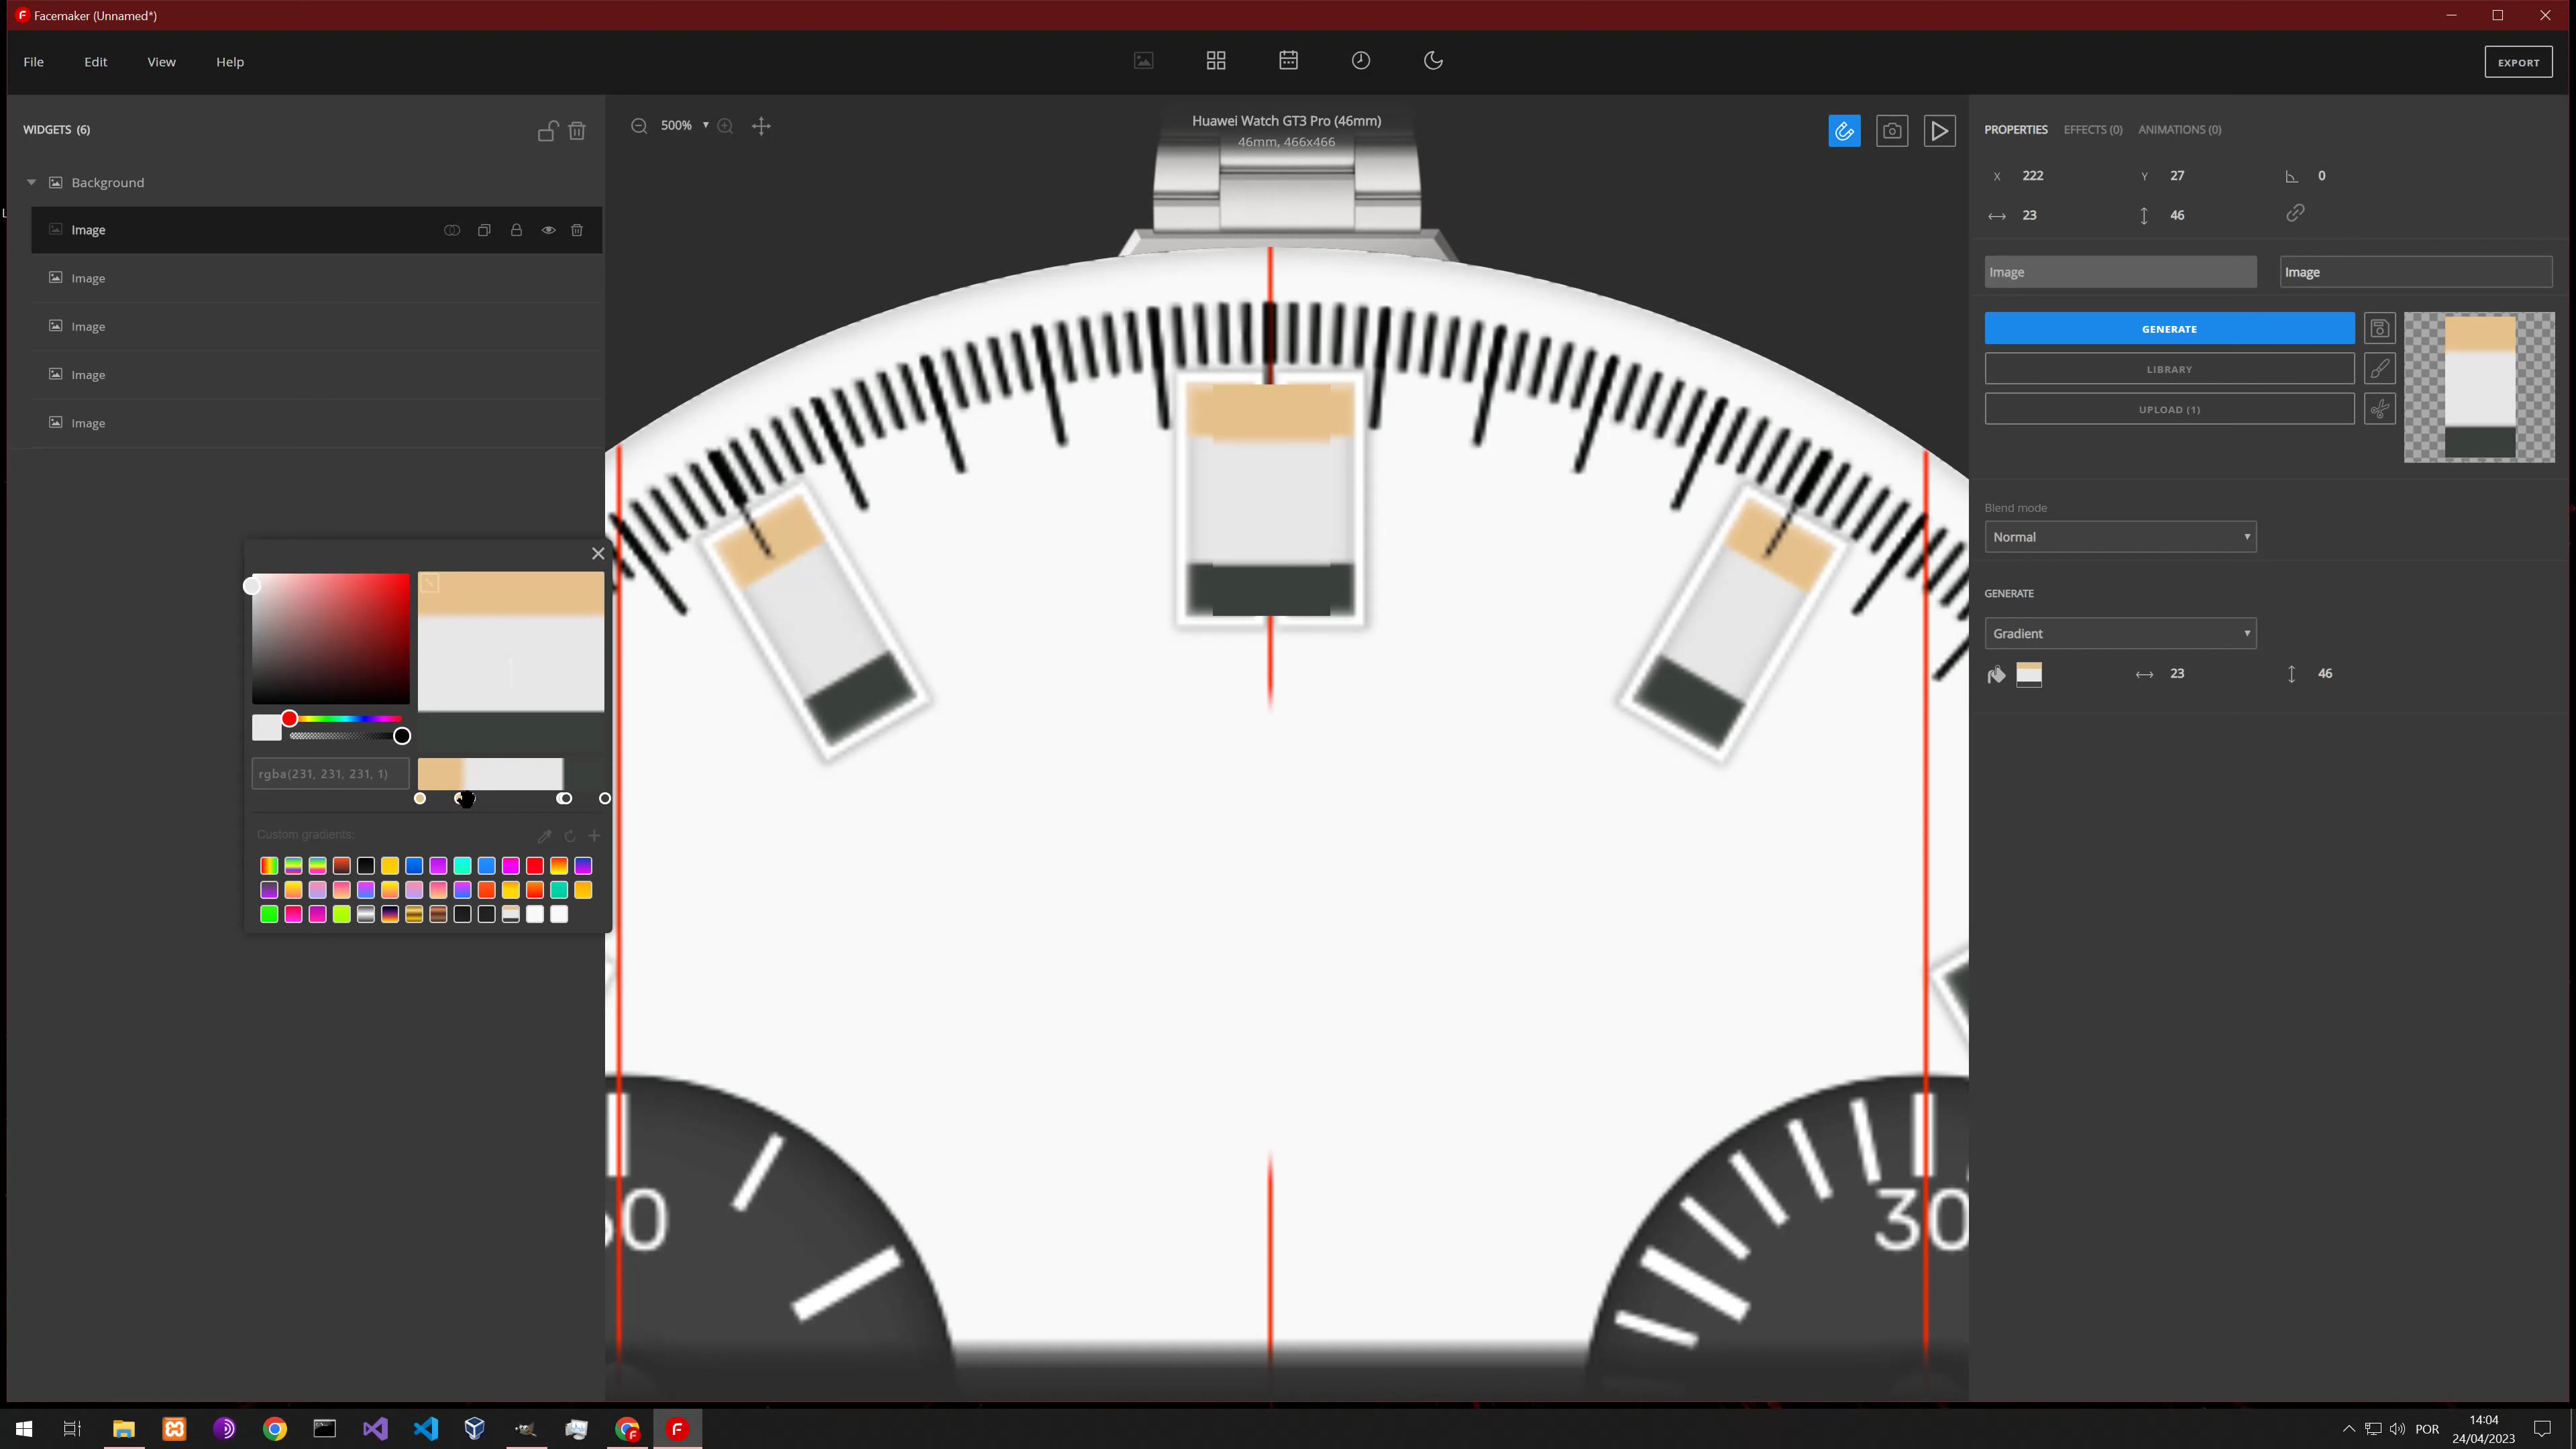 Facemaker (Unnamed*)
File Edit View Help
EXPORT
WIDGETS (6)
Background
Image
Image
Image
Image
Image
500%
Huawei Watch GT3 Pro (46mm)
46mm, 466x466
PROPERTIES EFFECTS (0) ANIMATIONS (0)
X 222 Y 27 0
23 46
Image Image
GENERATE
LIBRARY
UPLOAD (1)
Blend mode
Normal
GENERATE
Gradient
23 46
rgba(231, 231, 231, 1)
Custom gradients:
30
POR
14:04
24/04/2023